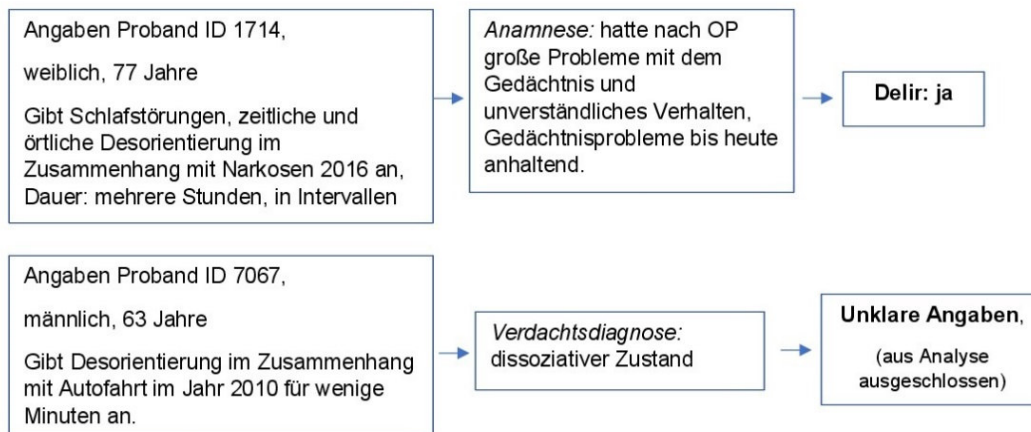 Angaben Proband ID 1714,
weiblich, 77 Jahre
Gibt Schlafstörungen, zeitliche und
örtliche Desorientierung im
Zusammenhang mit Narkosen 2016 an,
Dauer: mehrere Stunden, in Intervallen
Anamnese: hatte nach OP
große Probleme mit dem
Gedächtnis und
unverständliches Verhalten,
Gedächtnisprobleme bis heute
anhaltend.
Delir: ja
Angaben Proband ID 7067,
männlich, 63 Jahre
Gibt Desorientierung im Zusammenhang
mit Autofahrt im Jahr 2010 für wenige
Minuten an.
Verdachtsdiagnose:
dissoziativer Zustand
Unklare Angaben,
(aus Analyse
ausgeschlossen)